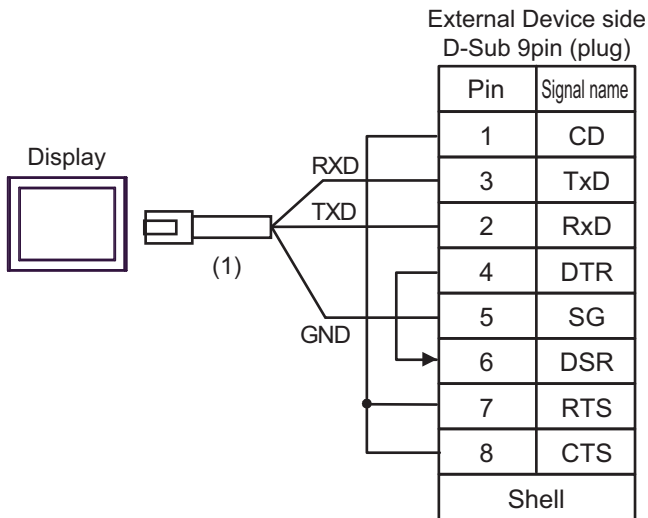 External Device side
D-Sub 9pin (plug)
Pin Signal name
1 CD
Display
RXD
3 TxD
TXD
2 RxD
(1)
4 DTR
5 SG
GND
6 DSR
7 RTS
8 CTS
Shell